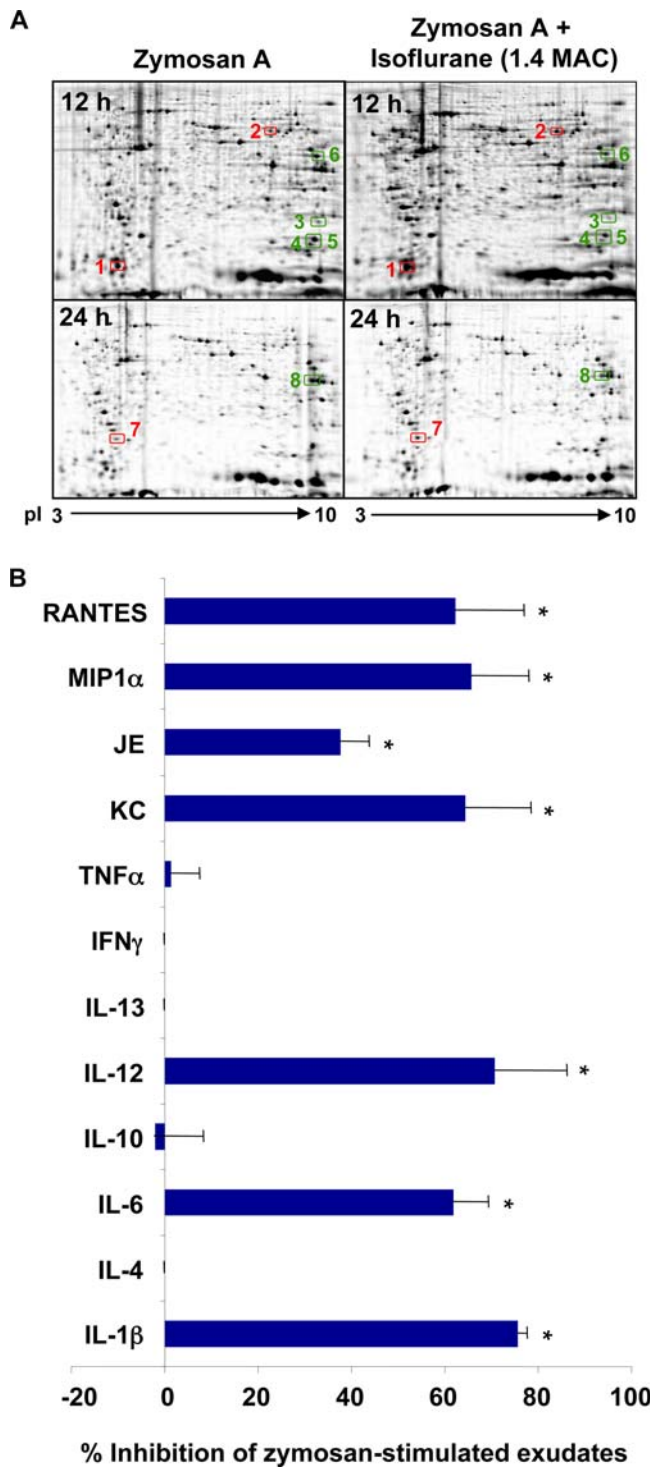 A
Zymosan A
Zymosan A +
Isoflurane (1.4 MAC)
12 h
2
6
3
4 5
1
12 h
2
6
3
4 5
1
24 h
8
7
24 h
8
7
pI 3 10 3 10
B
RANTES *
MIP1α *
JE *
KC *
TNFα
IFNγ
IL-13
IL-12 *
IL-10
IL-6 *
IL-4
IL-1β *
-20 0 20 40 60 80 100
% Inhibition of zymosan-stimulated exudates